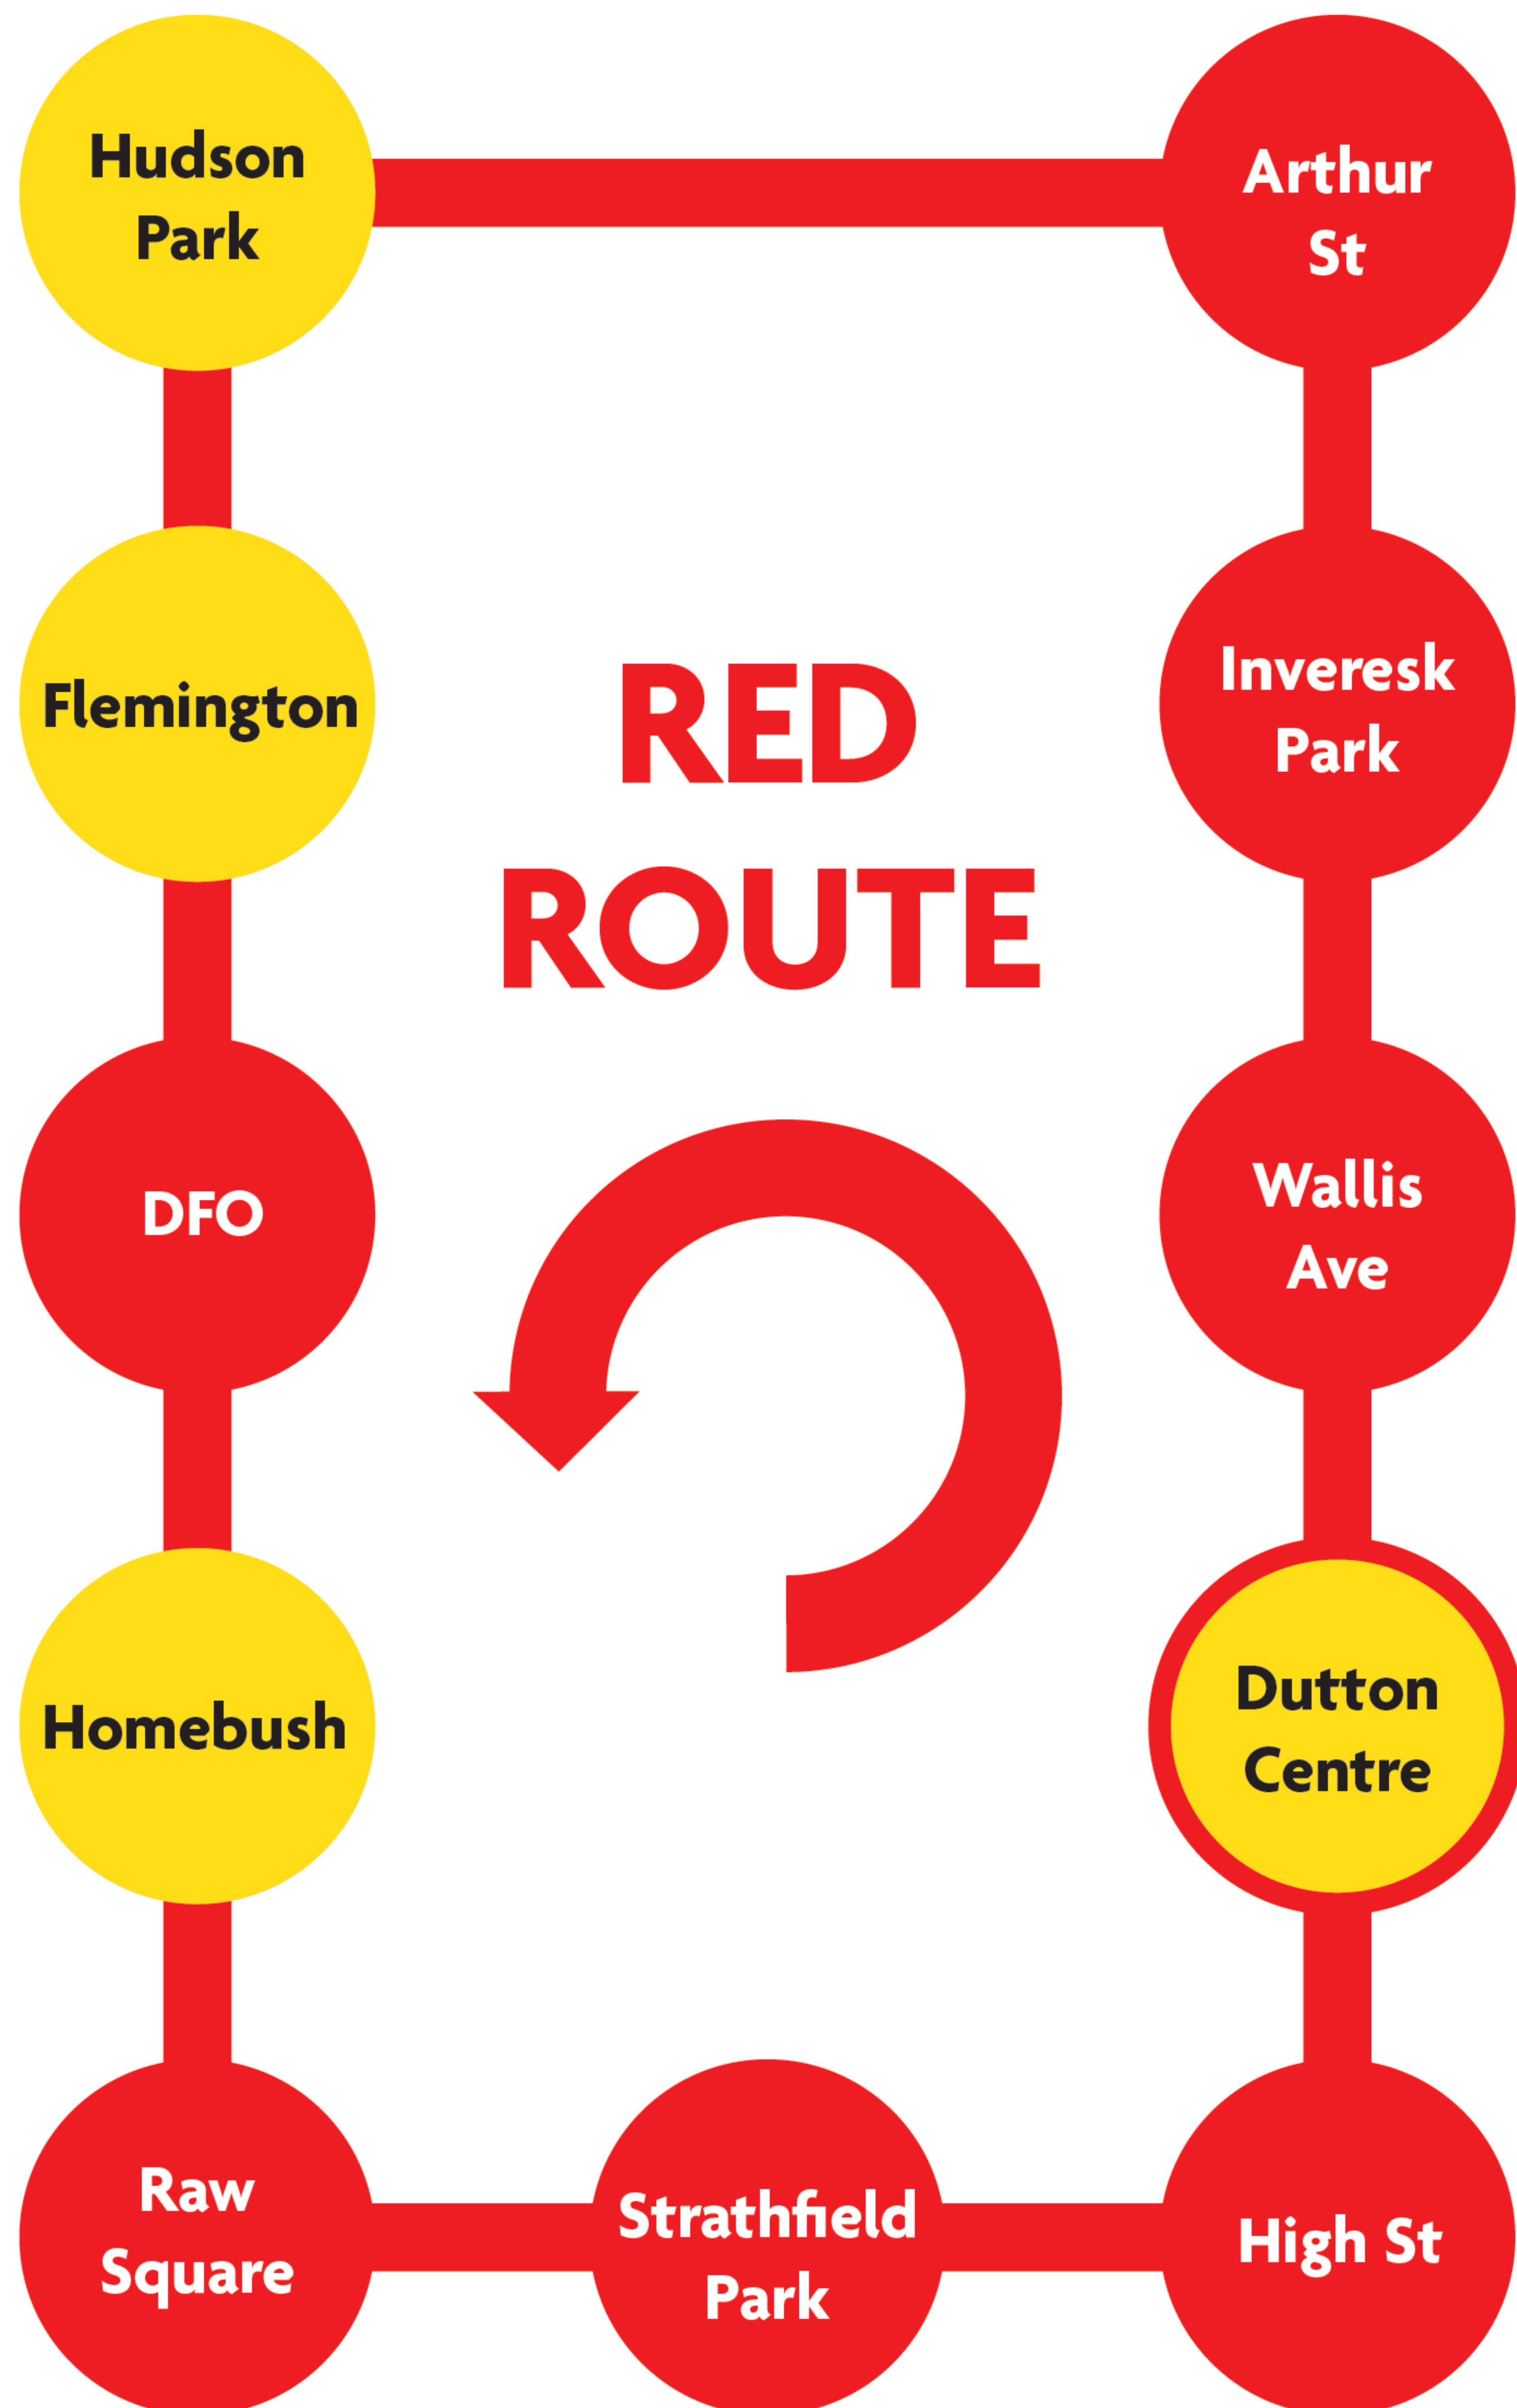 Hudson
Park
Arthur
St
Flemington
Inveresk
Park
RED
ROUTE
DFO
Wallis
Ave
Homebush
Dutton
Centre
Raw
Square
Strathfield
Park
High St